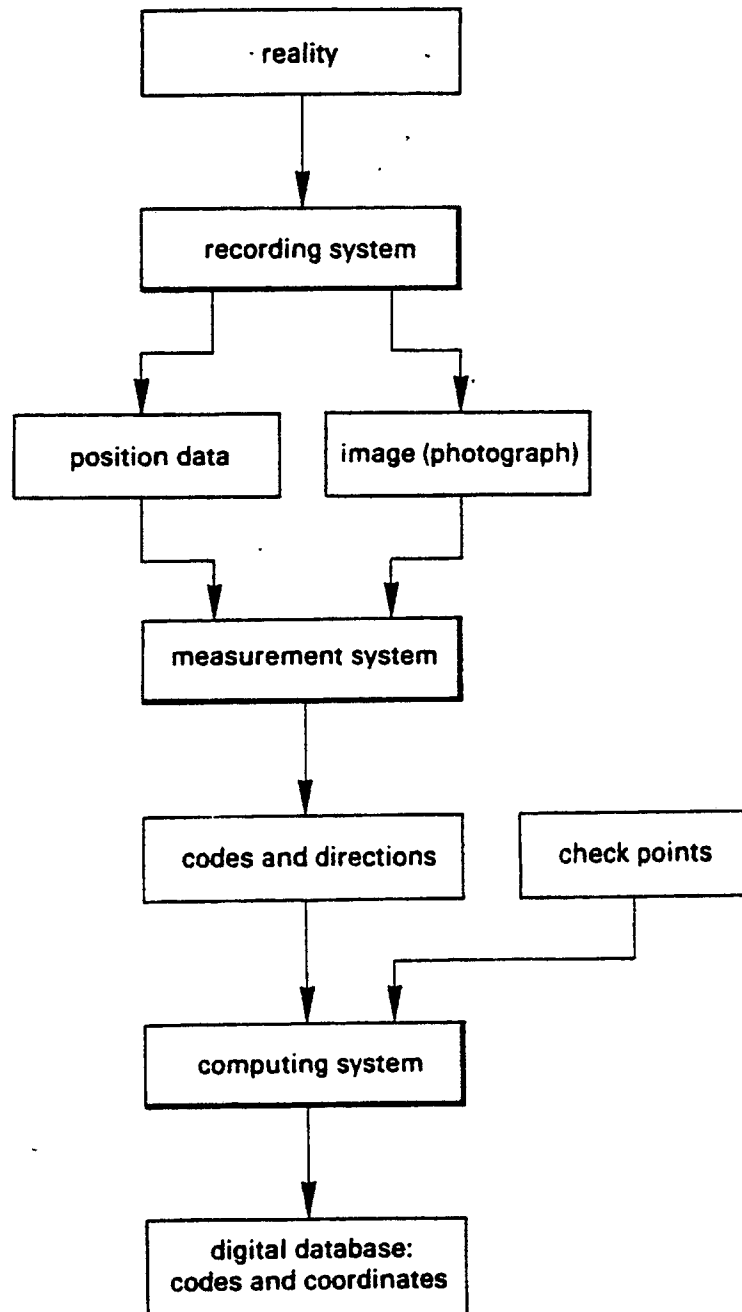 reality
recording system
position data
image (photograph)
measurement system
codes and directions
check points
computing system
digital database:
codes and coordinates